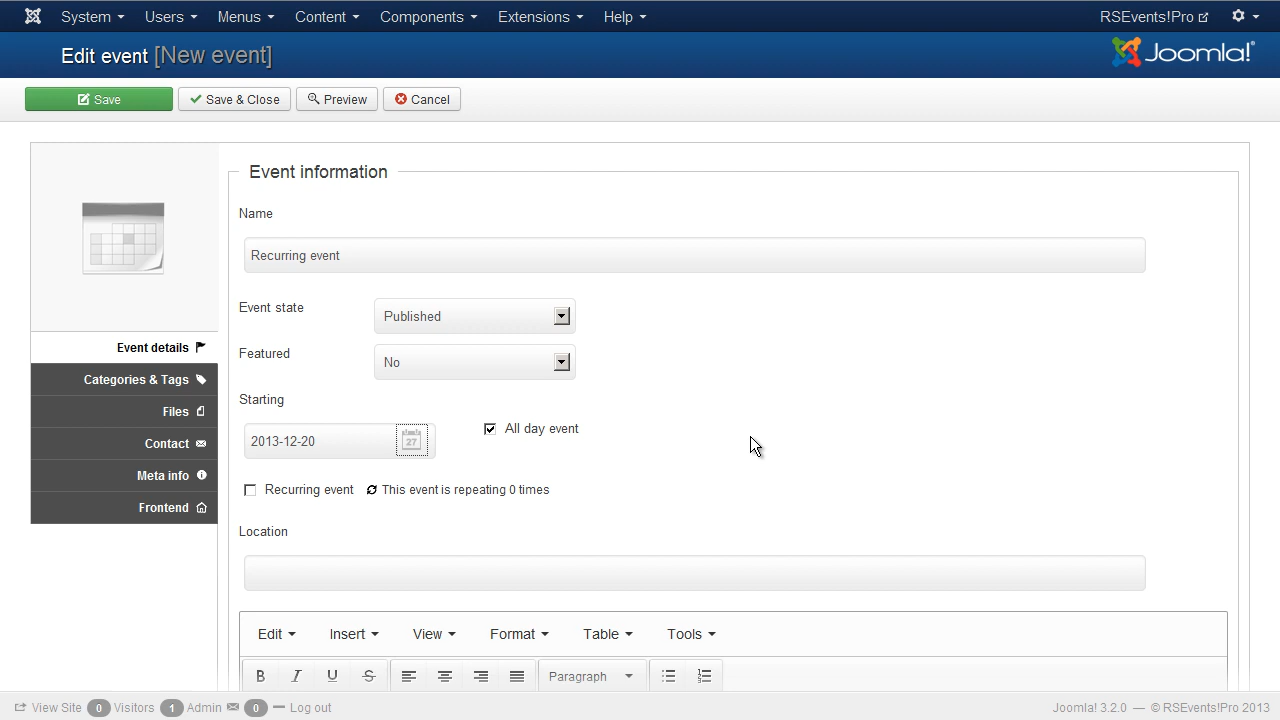 System Users Menus Content Components Extensions Help RSEvents!Pro
Edit event [New event] Joomla!®
Save Save & Close Preview Cancel
Event information
Name
Recurring event
Event state Published
Event details
Featured No
Categories & Tags
Starting
Files
2013-12-20 27 All day event
Contact
Meta info
Recurring event This event is repeating 0 times
Frontend
Location
Edit Insert View Format Table Tools
B I U S Paragraph
View Site 0 Visitors 1 Admin 0 Log out Joomla! 3.2.0 — © RSEvents!Pro 2013